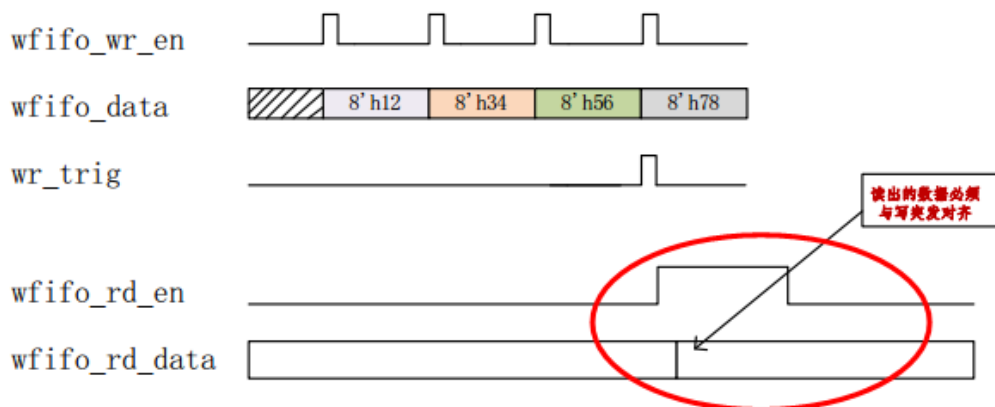 wfifo_wr_en
wfifo_data
8'h12
8'h34
8'h56
8'h78
wr_trig
读出的数据必须
与写突发对齐
wfifo_rd_en
wfifo_rd_data